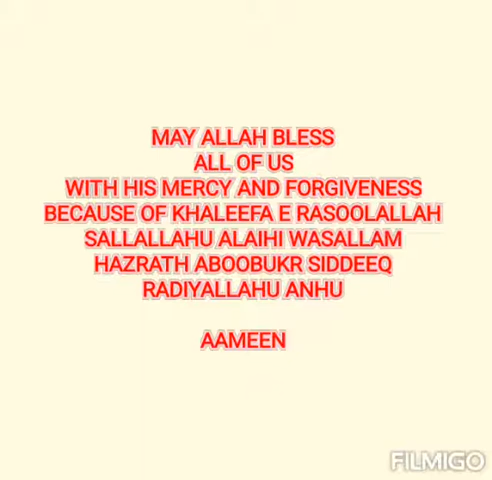 MAY ALLAH BLESS
ALL OF US
WITH HIS MERCY AND FORGIVENESS
BECAUSE OF KHALEEFA E RASOOLALLAH
SALLALLAHU ALAIHI WASALLAM
HAZRATH ABOOBUKR SIDDEEQ
RADIYALLAHU ANHU
AAMEEN
FILMIGO